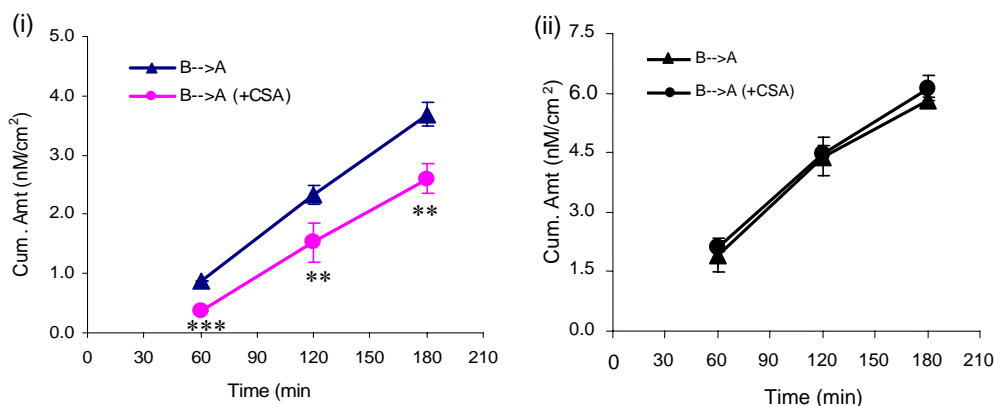 (i)
5.0
4.0
3.0
2.0
1.0
0.0
Cum. Amt (nM/cm²)
B-->A
B-->A (+CSA)
***
**
**
0 30 60 90 120 150 180 210
Time (min
(ii)
7.5
6.0
4.5
3.0
1.5
0.0
Cum. Amt (nM/cm²)
B-->A
B-->A (+CSA)
0 30 60 90 120 150 180 210
Time (min)